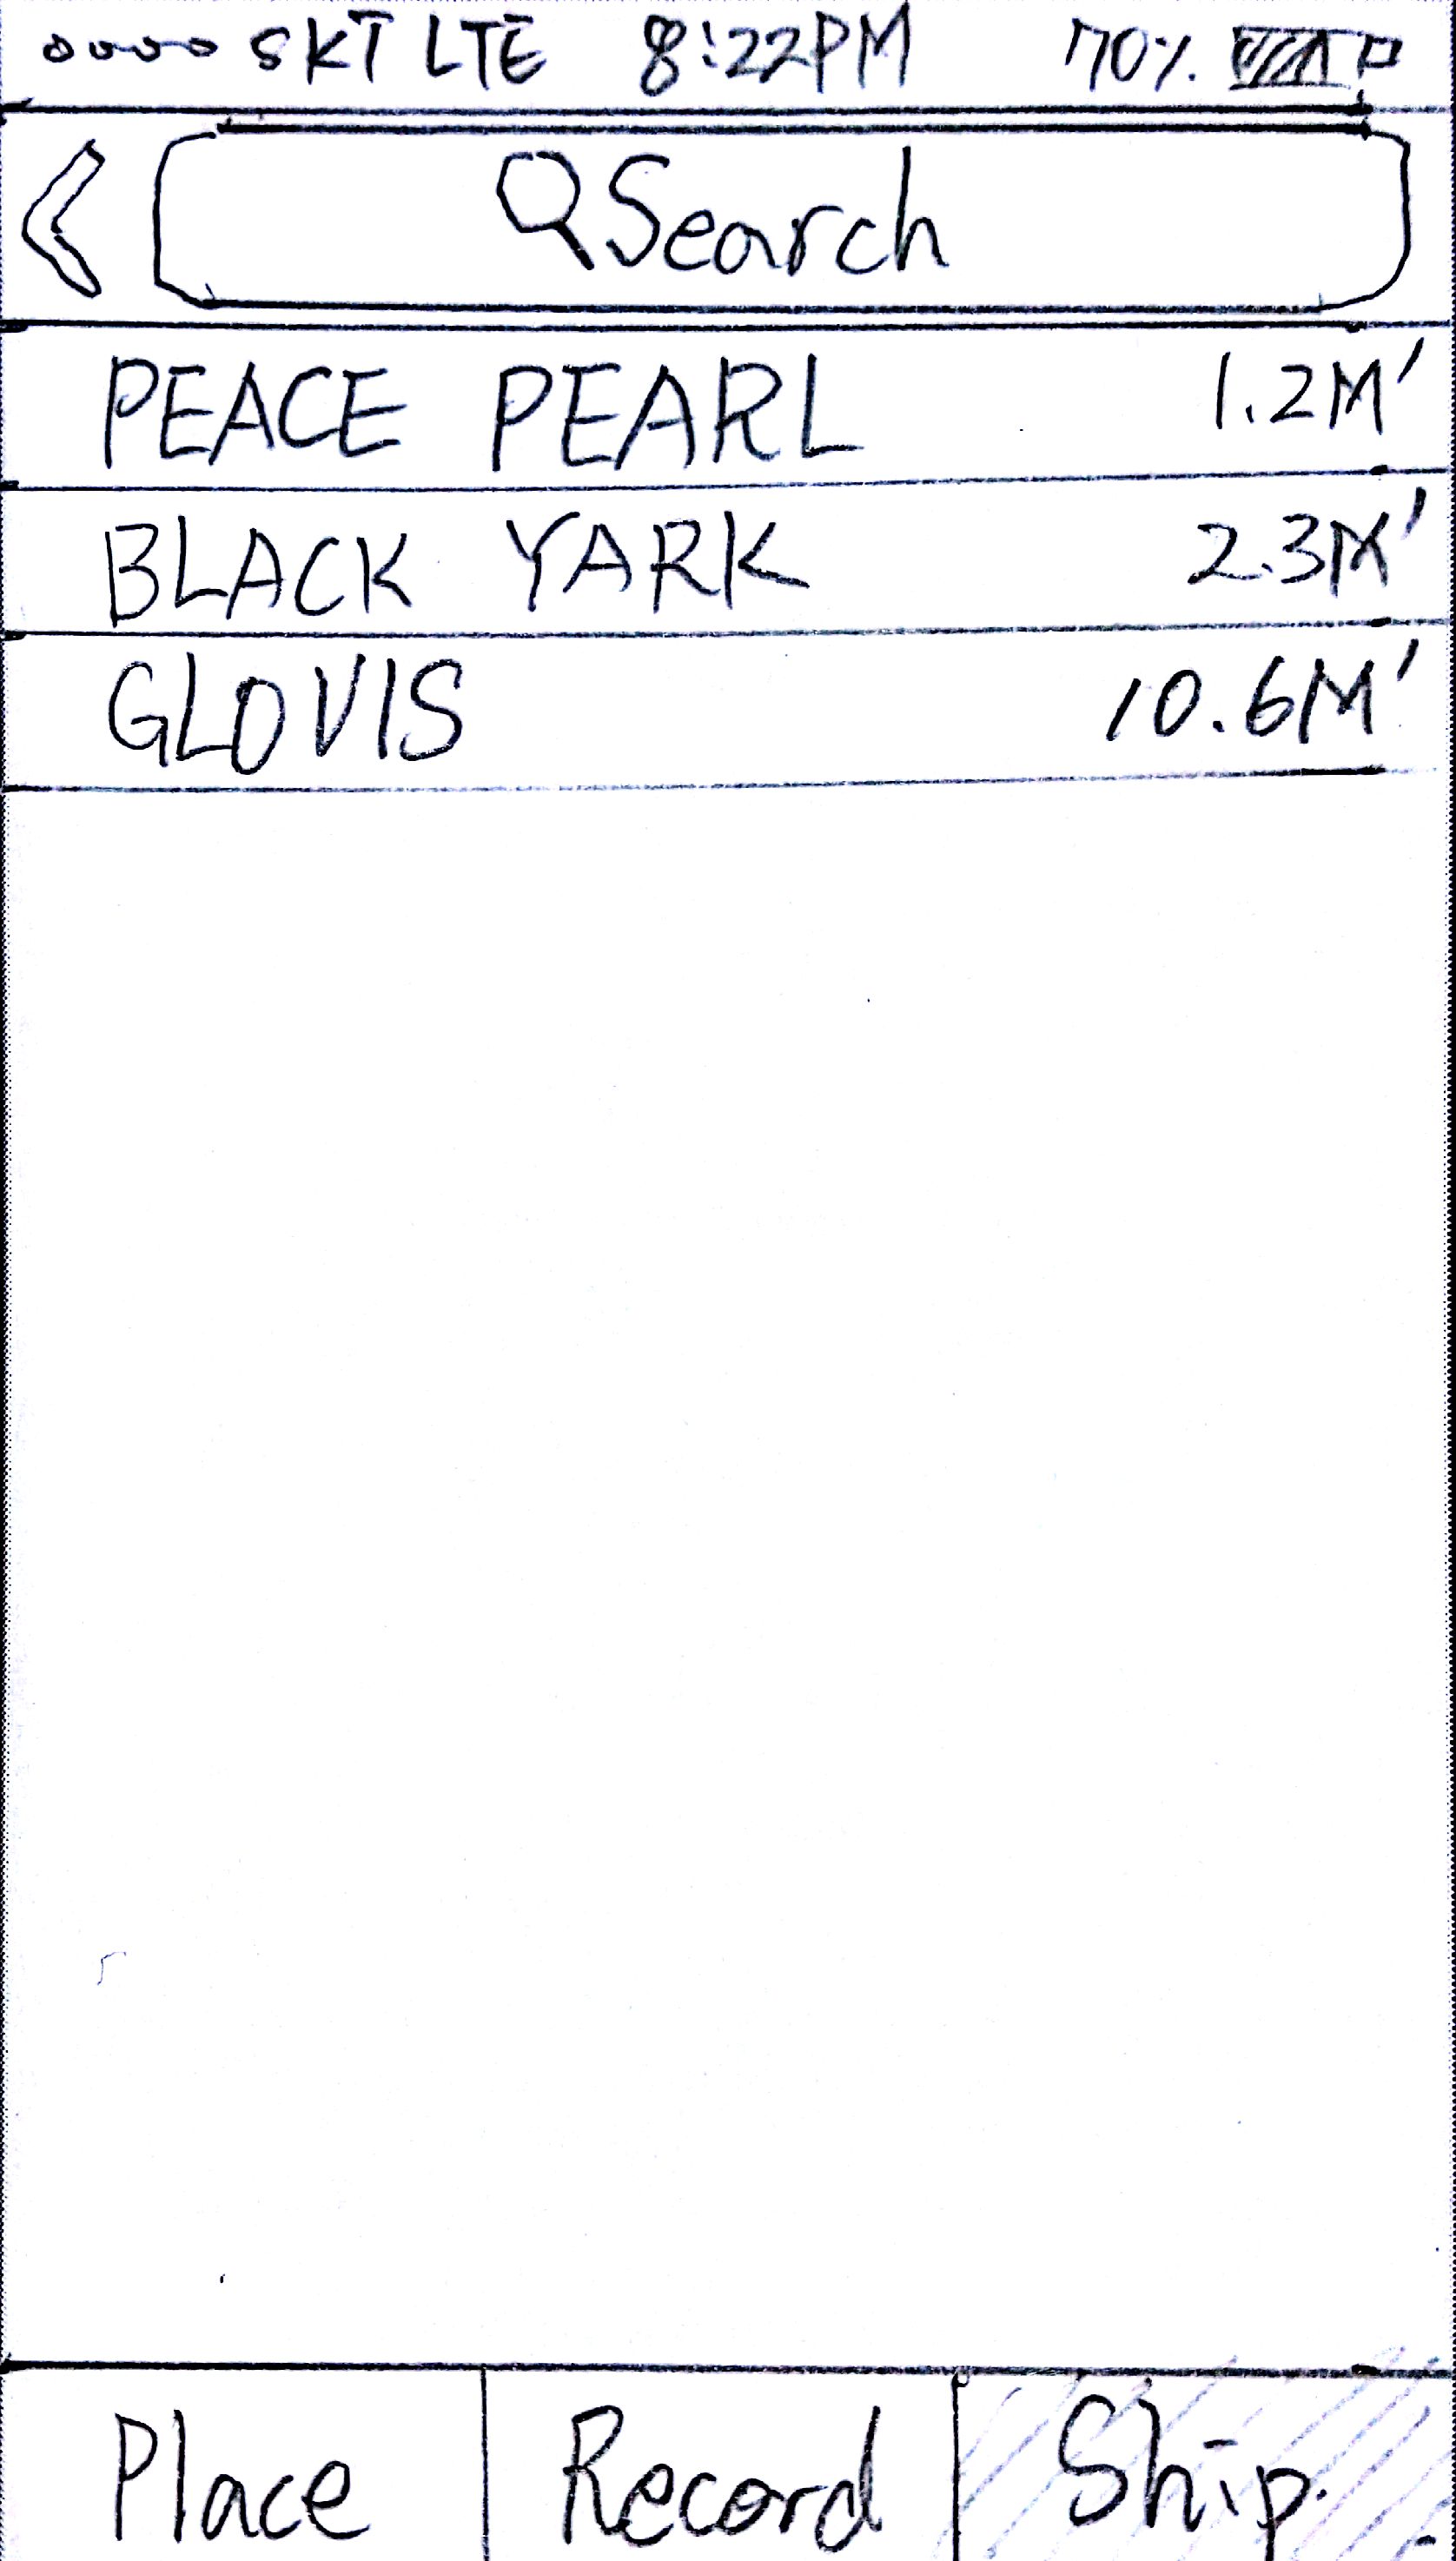 SKT LTE 8:22PM 70%
Search
PEACE PEARL 1.2M'
BLACK YARK 2.3M'
GLOVIS 10.6M'
Place Record Ship.